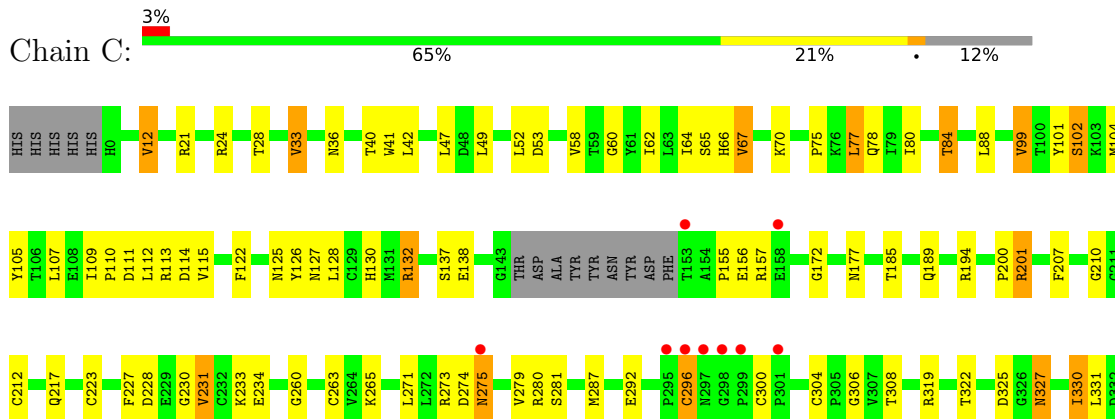 3%
Chain C:
65% 21% • 12%
HIS HIS HIS HIS HIS H0 V12 R21 R24 T28 V33 N36 T40 W41 L42 L47 D48 L49 L52 D53 V58 T59 G60 Y61 I62 L63 I64 S65 H66 V67 K70 P75 K76 L77 Q78 I79 I80 T84 L88 V99 T100 Y101 S102 K103 M104
Y105 T106 L107 E108 I109 P110 D111 L112 R113 D114 V115 F122 N125 Y126 N127 L128 C129 H130 M131 R132 S137 E138 G143 THR ASP ALA TYR TYR ASN TYR ASP PHE T153 A154 P155 E156 R157 E158 G172 N177 T185 Q189 R194 P200 R201 F207 G210 C211
C212 Q217 C223 F227 D228 E229 G230 V231 C232 K233 E234 G260 C263 V264 K265 L271 L272 R273 D274 N275 V279 R280 S281 M287 E292 P295 C296 N297 G298 P299 C300 P301 C304 P305 G306 V307 T308 R319 T322 D325 G326 N327 I330 L331